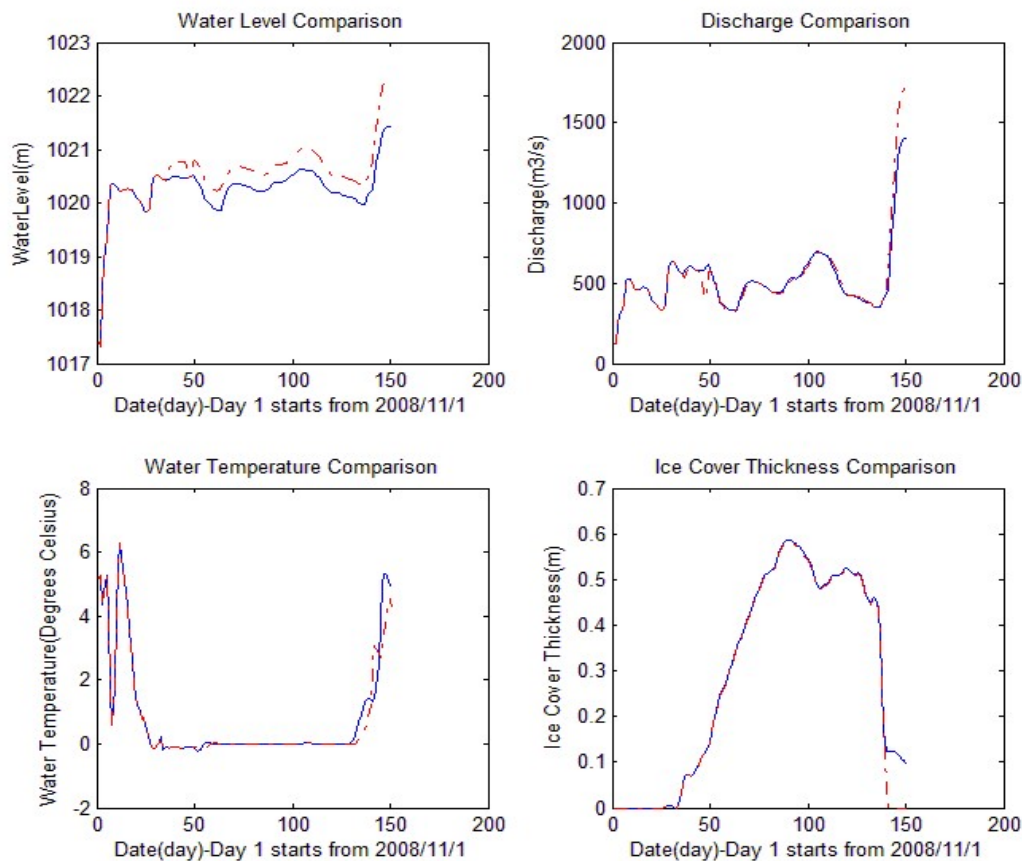 Water Level Comparison
1023
1022
1021
1020
1019
1018
1017
WaterLevel(m)
0 50 100 150 200
Date(day)-Day 1 starts from 2008/11/1
Discharge Comparison
2000
1500
1000
500
0
Discharge(m3/s)
0 50 100 150 200
Date(day)-Day 1 starts from 2008/11/1
Water Temperature Comparison
8
6
4
2
0
-2
Water Temperature(Degrees Celsius)
0 50 100 150 200
Date(day)-Day 1 starts from 2008/11/1
Ice Cover Thickness Comparison
0.7
0.6
0.5
0.4
0.3
0.2
0.1
0
Ice Cover Thickness(m)
0 50 100 150 200
Date(day)-Day 1 starts from 2008/11/1